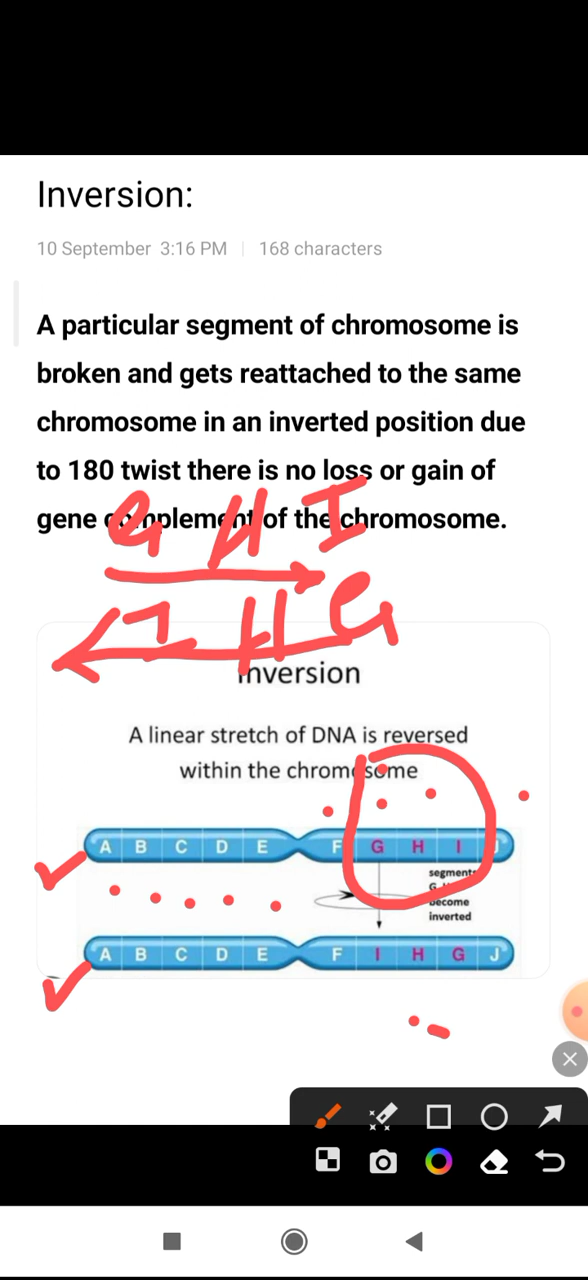 Inversion:
10 September 3:16 PM | 168 characters
A particular segment of chromosome is
broken and gets reattached to the same
chromosome in an inverted position due
to 180 twist there is no loss or gain of
gene complement of the chromosome.
G H I
I H G
Inversion
A linear stretch of DNA is reversed
within the chromosome
A B C D E F G H I J
segments
G
become
inverted
A B C D E F I H G J